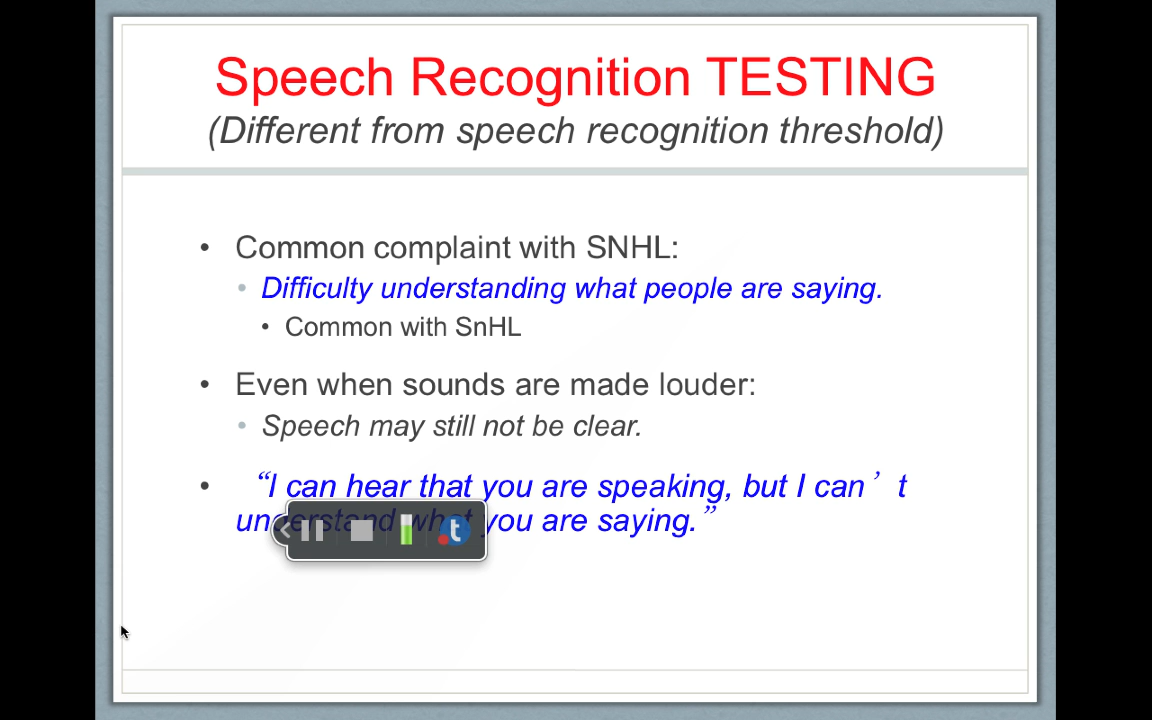 Speech Recognition TESTING
(Different from speech recognition threshold)
• Common complaint with SNHL:
• Difficulty understanding what people are saying.
• Common with SnHL
• Even when sounds are made louder:
• Speech may still not be clear.
• “I can hear that you are speaking, but I can’t
understand what you are saying.”
t